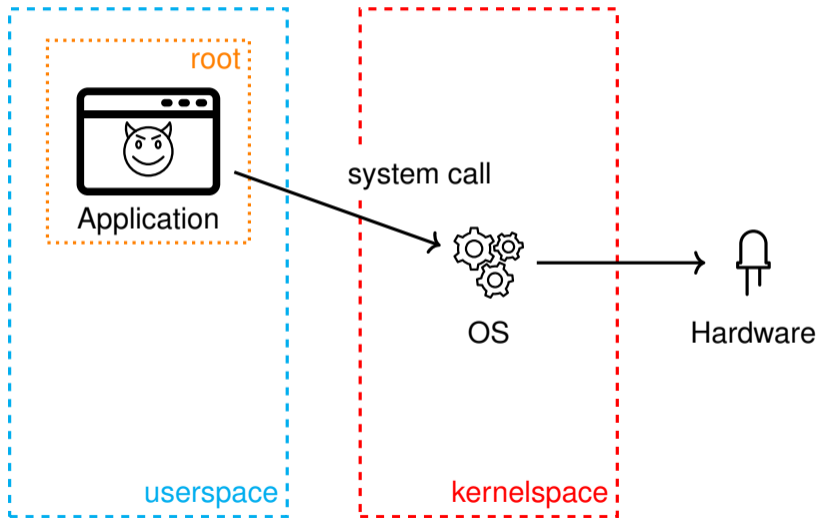 root
Application
system call
OS
Hardware
userspace
kernelspace